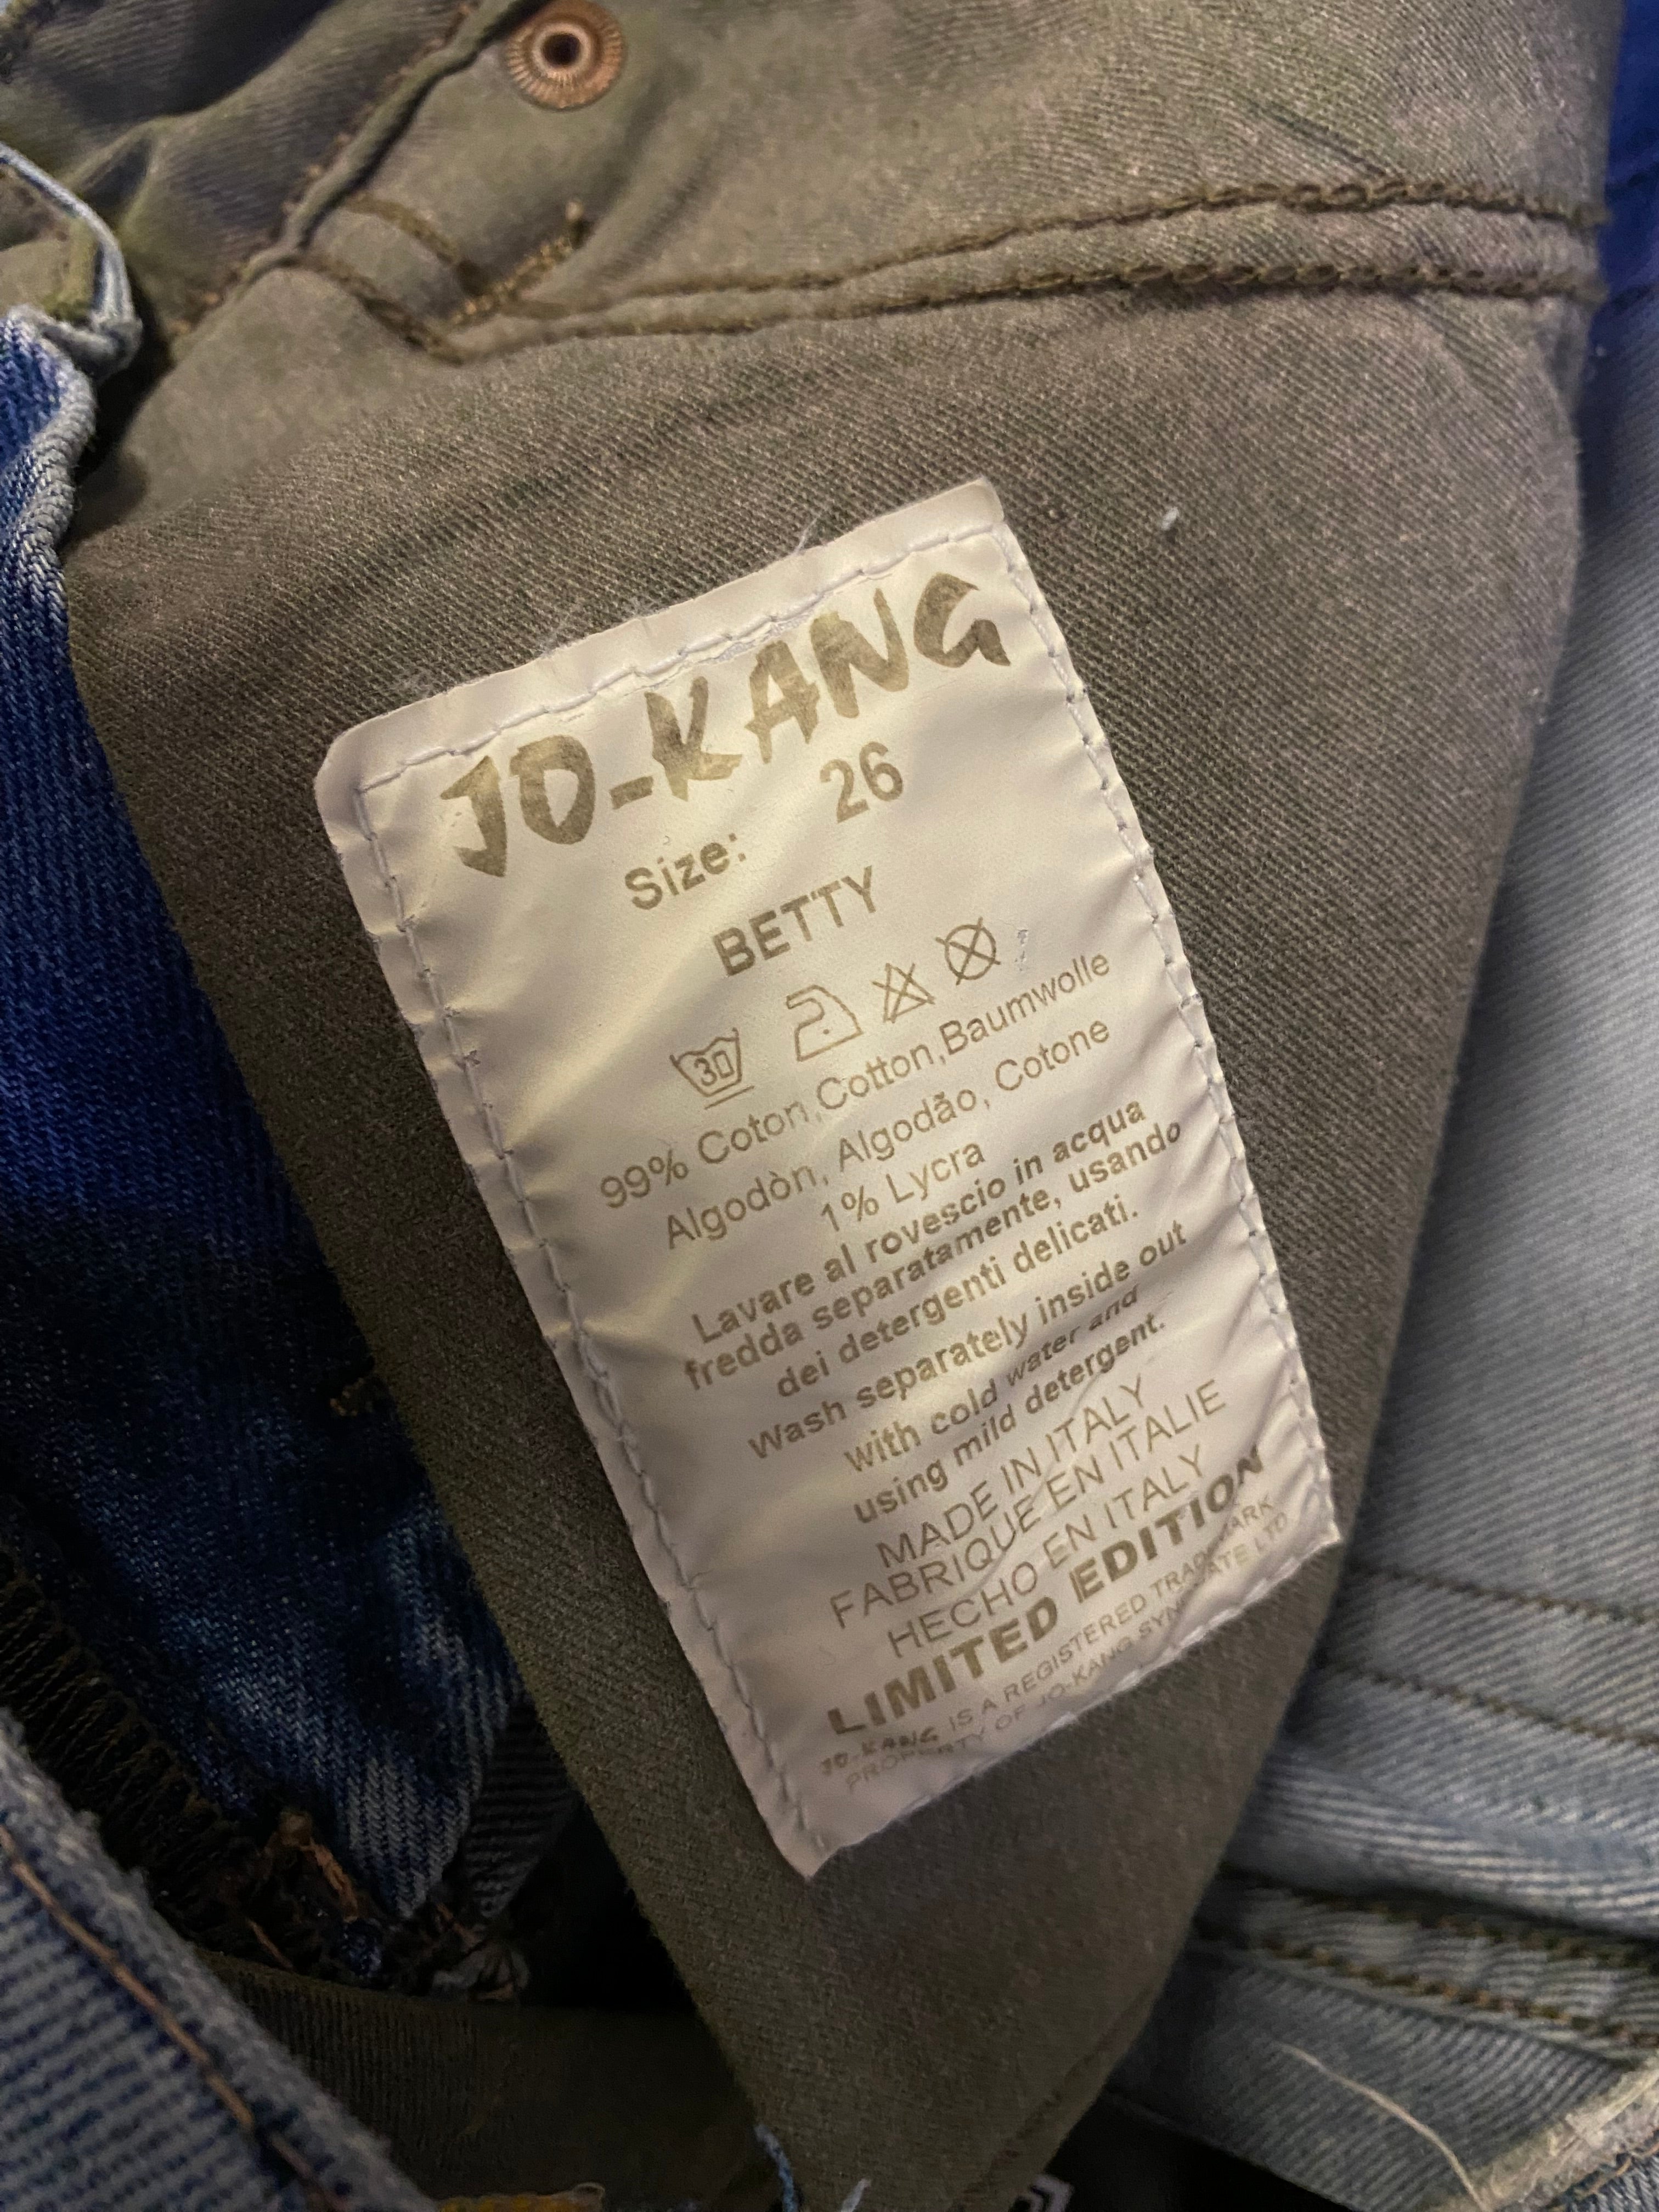 JO-KANG
Size: 26
BETTY
30
99% Coton,Cotton,Baumwolle
Algodòn, Algodão, Cotone
1% Lycra
Lavare al rovescio in acqua
fredda separatamente, usando
dei detergenti delicati.
Wash separately inside out
with cold water and
using mild detergent.
MADE IN ITALY
FABRIQUE EN ITALIE
HECHO EN ITALY
LIMITED EDITION
JO-KANG IS A REGISTERED TRADEMARK
PROPERTY OF JO-KANG SYNDICATE LTD